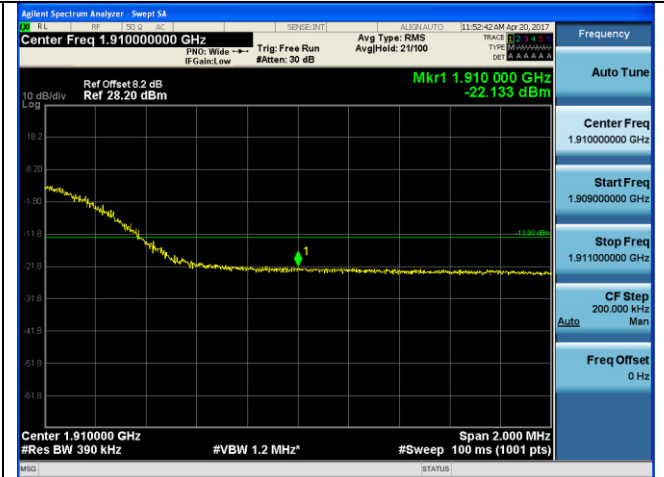 Agilent Spectrum Analyzer - Swept SA
RL RF 50 Ω AC SENSE:INT ALIGN AUTO 11:52:42 AM Apr 20, 2017
Center Freq 1.910000000 GHz
PNO: Wide
IFGain:Low
Trig: Free Run
#Atten: 30 dB
Avg Type: RMS
Avg|Hold: 21/100
TRACE 1 2 3 4 5 6
TYPE M
DET A A A A A A
Frequency
Mkr1 1.910 000 GHz
-22.133 dBm
Ref Offset 8.2 dB
10 dB/div Ref 28.20 dBm
Log
18.2
8.20
-1.80
-11.8
-13.00 dBm
-21.8
-31.8
-41.8
-51.8
-61.8
1
Center 1.910000 GHz Span 2.000 MHz
#Res BW 390 kHz #VBW 1.2 MHz* #Sweep 100 ms (1001 pts)
MSG STATUS
Auto Tune
Center Freq
1.910000000 GHz
Start Freq
1.909000000 GHz
Stop Freq
1.911000000 GHz
CF Step
200.000 kHz
Auto Man
Freq Offset
0 Hz